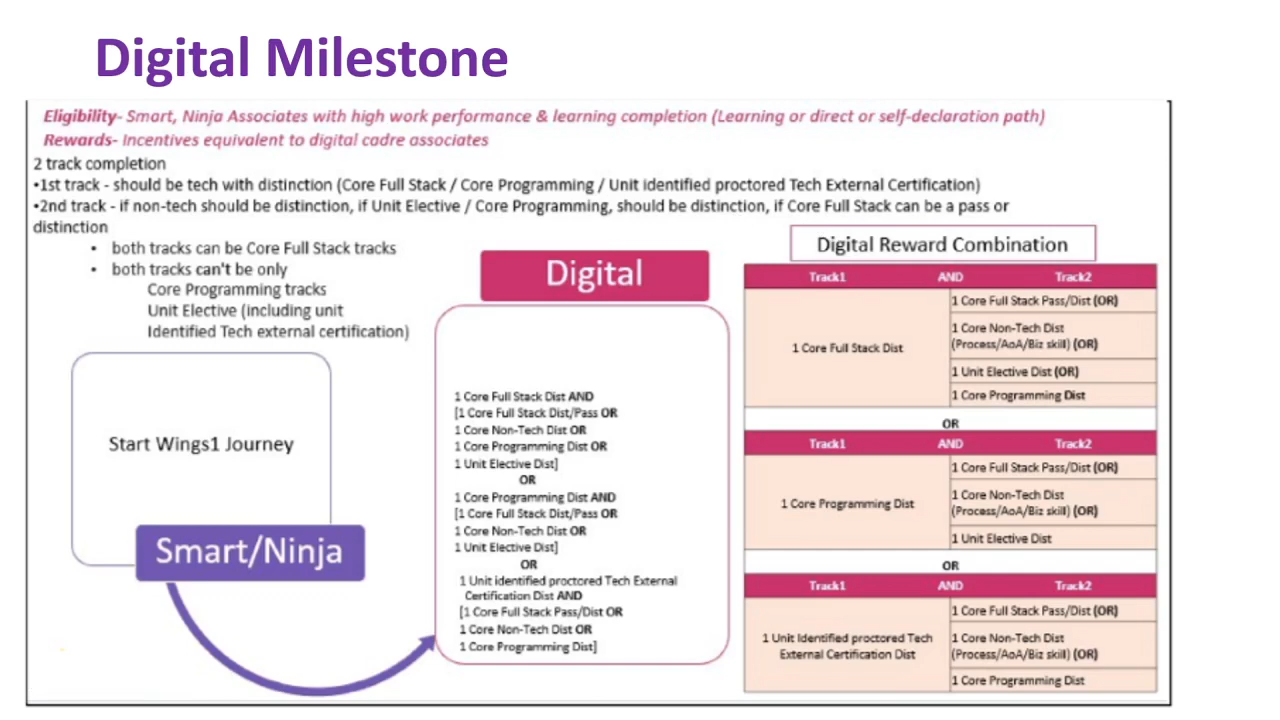 Digital Milestone
Eligibility- Smart, Ninja Associates with high work performance & learning completion (Learning or direct or self-declaration path)
Rewards- Incentives equivalent to digital cadre associates
2 track completion
•1st track - should be tech with distinction (Core Full Stack / Core Programming / Unit identified proctored Tech External Certification)
•2nd track - if non-tech should be distinction, if Unit Elective / Core Programming, should be distinction, if Core Full Stack can be a pass or
distinction
• both tracks can be Core Full Stack tracks
• both tracks can't be only
Core Programming tracks
Unit Elective (including unit
Identified Tech external certification)
Start Wings1 Journey
Smart/Ninja
Digital
1 Core Full Stack Dist AND
[1 Core Full Stack Dist/Pass OR
1 Core Non-Tech Dist OR
1 Core Programming Dist OR
1 Unit Elective Dist]
OR
1 Core Programming Dist AND
[1 Core Full Stack Dist/Pass OR
1 Core Non-Tech Dist OR
1 Unit Elective Dist]
OR
1 Unit identified proctored Tech External
Certification Dist AND
[1 Core Full Stack Pass/Dist OR
1 Core Non-Tech Dist OR
1 Core Programming Dist]
Digital Reward Combination
Track1 AND Track2
1 Core Full Stack Dist
1 Core Full Stack Pass/Dist (OR)
1 Core Non-Tech Dist
(Process/AoA/Biz skill) (OR)
1 Unit Elective Dist (OR)
1 Core Programming Dist
OR
Track1 AND Track2
1 Core Programming Dist
1 Core Full Stack Pass/Dist (OR)
1 Core Non-Tech Dist
(Process/AoA/Biz skill) (OR)
1 Unit Elective Dist
OR
Track1 AND Track2
1 Unit Identified proctored Tech
External Certification Dist
1 Core Full Stack Pass/Dist (OR)
1 Core Non-Tech Dist
(Process/AoA/Biz skill) (OR)
1 Core Programming Dist